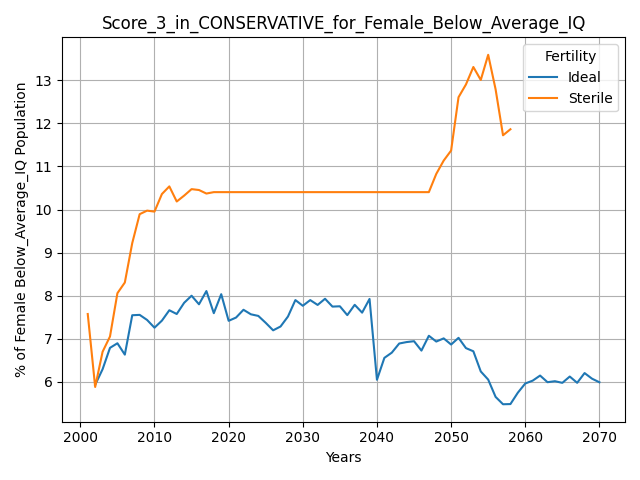 Score_3_in_CONSERVATIVE_for_Female_Below_Average_IQ
% of Female Below_Average_IQ Population
13
12
11
10
9
8
7
6
Fertility
Ideal
Sterile
2000 2010 2020 2030 2040 2050 2060 2070
Years